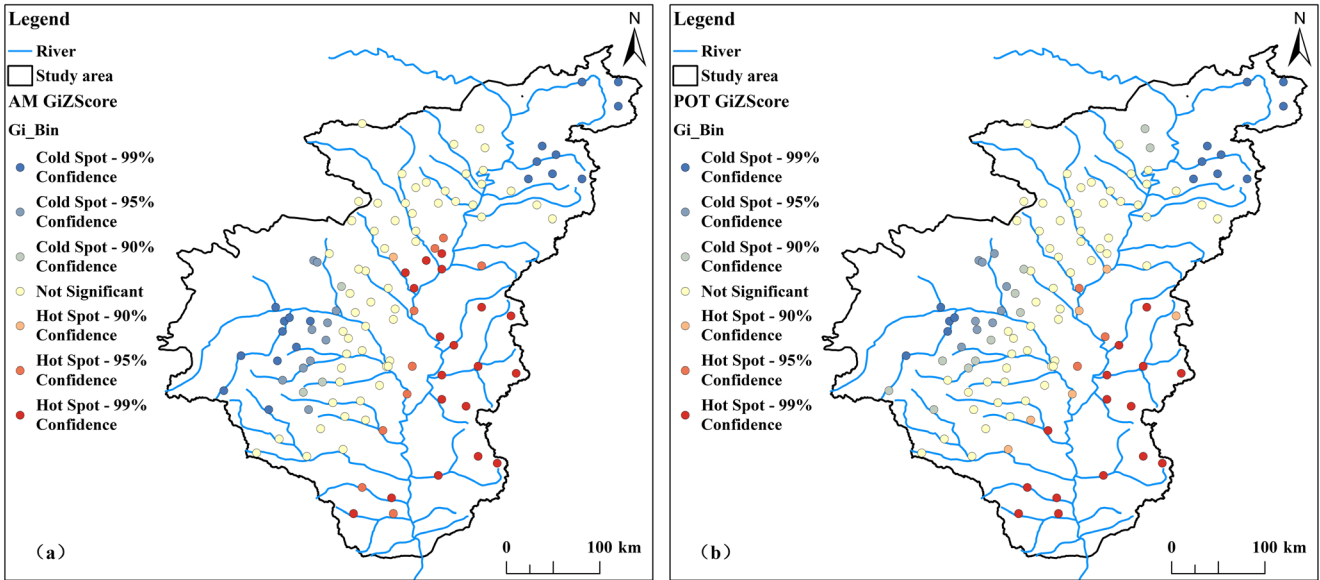 Legend
N
River
Study area
AM GiZScore
Gi_Bin
Cold Spot - 99%
Confidence
Cold Spot - 95%
Confidence
Cold Spot - 90%
Confidence
Not Significant
Hot Spot - 90%
Confidence
Hot Spot - 95%
Confidence
Hot Spot - 99%
Confidence
（a）
0
100 km
Legend
N
River
Study area
POT GiZScore
Gi_Bin
Cold Spot - 99%
Confidence
Cold Spot - 95%
Confidence
Cold Spot - 90%
Confidence
Not Significant
Hot Spot - 90%
Confidence
Hot Spot - 95%
Confidence
Hot Spot - 99%
Confidence
（b）
0
100 km